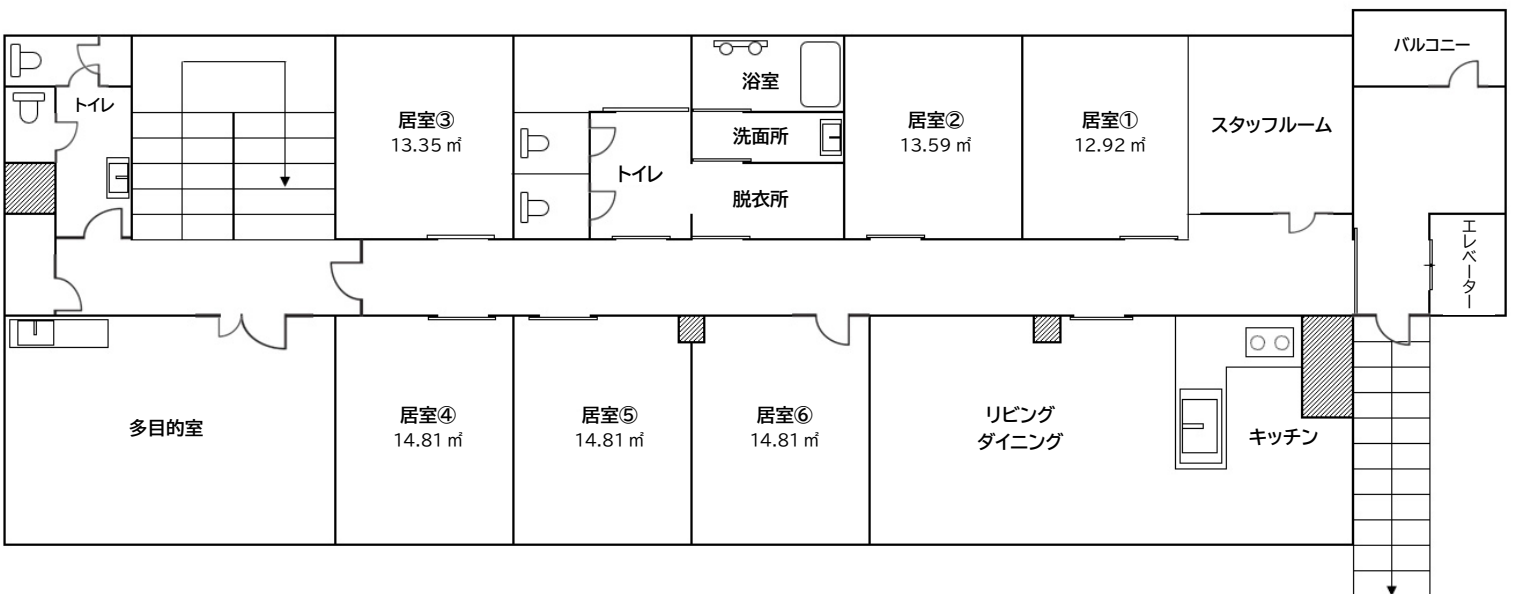 バルコニー
トイレ
浴室
居室③
13.35 ㎡
洗面所
居室②
13.59 ㎡
居室①
12.92 ㎡
スタッフルーム
トイレ
脱衣所
エレベーター
多目的室
居室④
14.81 ㎡
居室⑤
14.81 ㎡
居室⑥
14.81 ㎡
リビング
ダイニング
キッチン